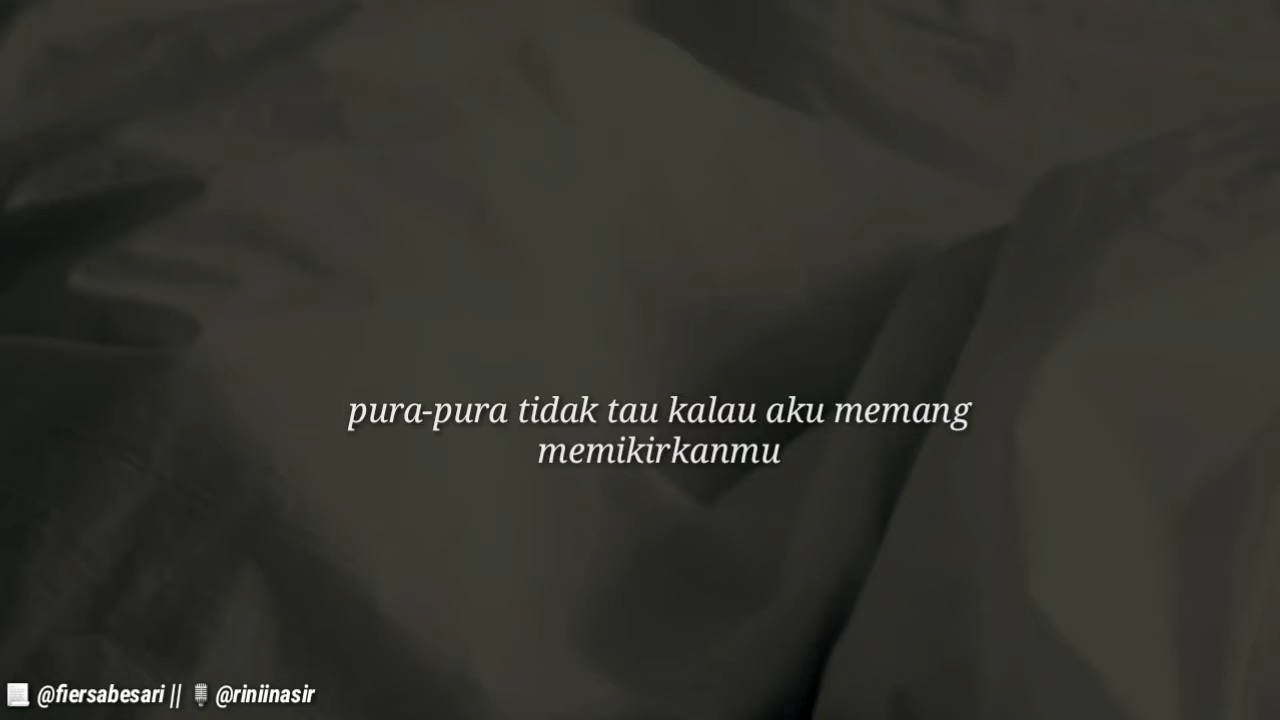 pura-pura tidak tau kalau aku memang
memikirkanmu
📃 @fiersabesari || 🎙 @riniinasir